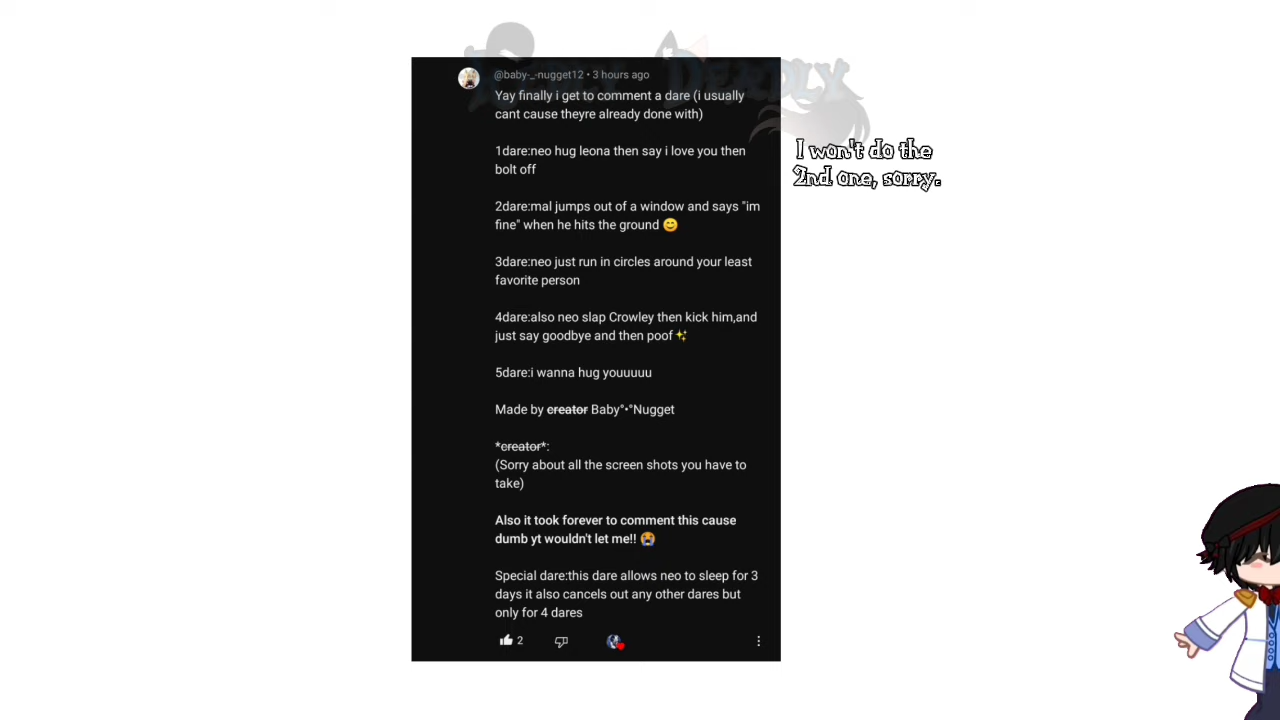 @baby-_-nugget12 • 3 hours ago
Yay finally i get to comment a dare (i usually
cant cause theyre already done with)
1dare:neo hug leona then say i love you then
bolt off
2dare:mal jumps out of a window and says "im
fine" when he hits the ground 😊
3dare:neo just run in circles around your least
favorite person
4dare:also neo slap Crowley then kick him,and
just say goodbye and then poof✨
5dare:i wanna hug youuuuu
Made by creator Baby°•°Nugget
*creator*:
(Sorry about all the screen shots you have to
take)
Also it took forever to comment this cause
dumb yt wouldn't let me!! 😭
Special dare:this dare allows neo to sleep for 3
days it also cancels out any other dares but
only for 4 dares
2
I won't do the
2nd one, sorry.